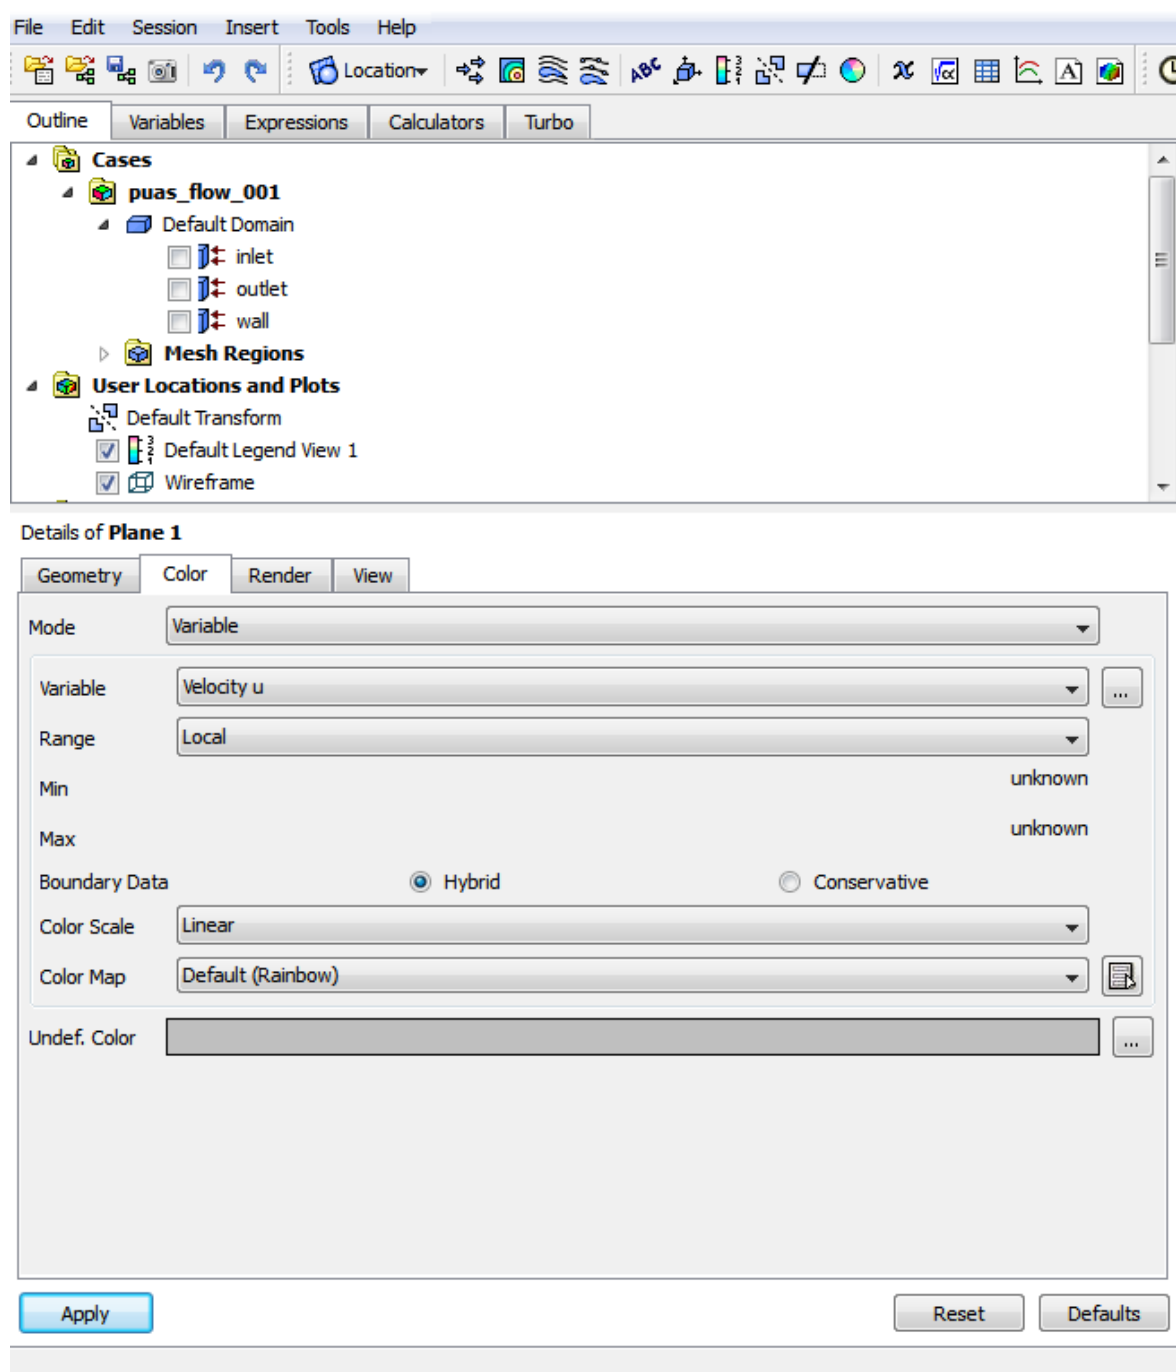 File Edit Session Insert Tools Help
Location ABC
Outline Variables Expressions Calculators Turbo
Cases
puas_flow_001
Default Domain
inlet
outlet
wall
Mesh Regions
User Locations and Plots
Default Transform
Default Legend View 1
Wireframe
Details of Plane 1
Geometry Color Render View
Mode Variable
Variable Velocity u ...
Range Local
Min unknown
Max unknown
Boundary Data Hybrid Conservative
Color Scale Linear
Color Map Default (Rainbow)
Undef. Color ...
Apply Reset Defaults